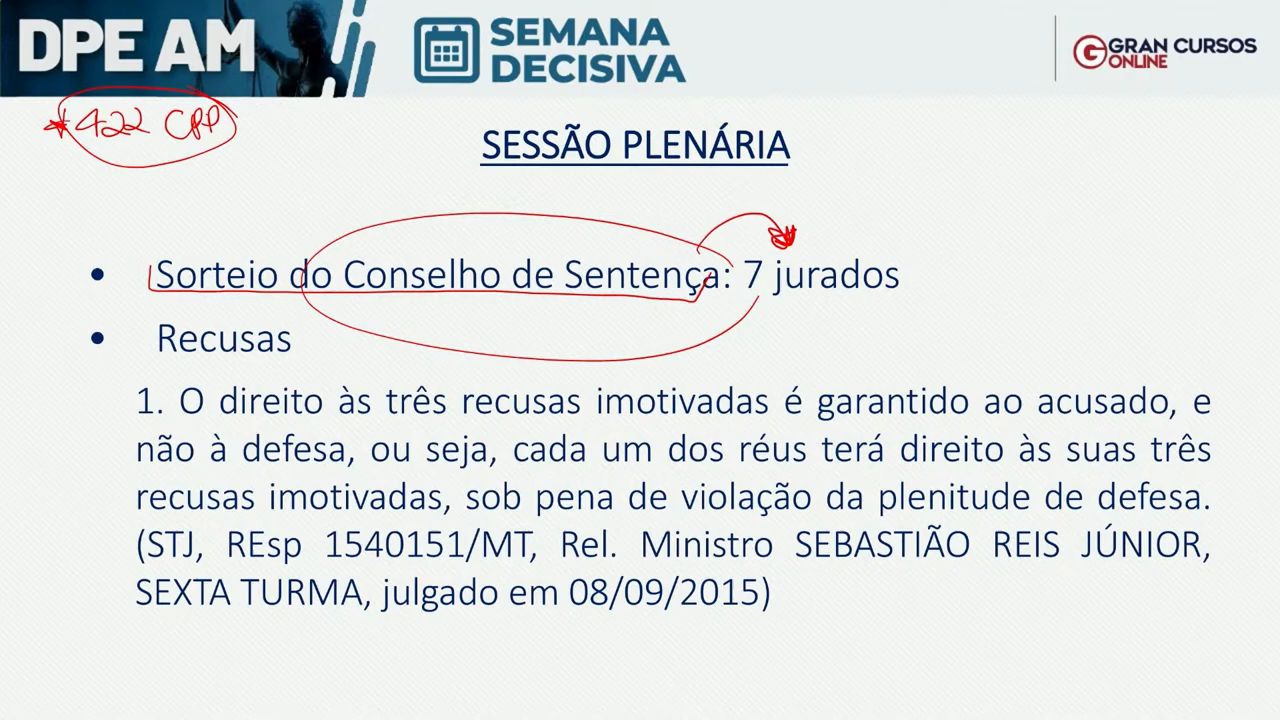 DPE AM
SEMANA
DECISIVA
GRAN CURSOS
ONLINE
*422 CPP
SESSÃO PLENÁRIA
• Sorteio do Conselho de Sentença: 7 jurados
• Recusas
1. O direito às três recusas imotivadas é garantido ao acusado, e
não à defesa, ou seja, cada um dos réus terá direito às suas três
recusas imotivadas, sob pena de violação da plenitude de defesa.
(STJ, REsp 1540151/MT, Rel. Ministro SEBASTIÃO REIS JÚNIOR,
SEXTA TURMA, julgado em 08/09/2015)